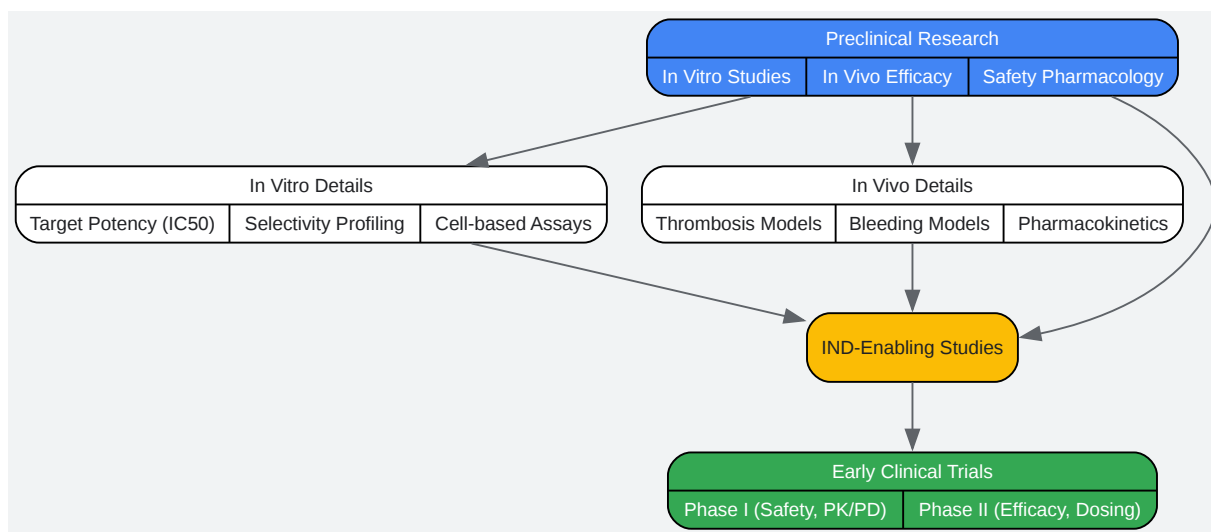 Preclinical Research
In Vitro Studies
In Vivo Efficacy
Safety Pharmacology
In Vitro Details
Target Potency (IC50)
Selectivity Profiling
Cell-based Assays
In Vivo Details
Thrombosis Models
Bleeding Models
Pharmacokinetics
IND-Enabling Studies
Early Clinical Trials
Phase I (Safety, PK/PD)
Phase II (Efficacy, Dosing)